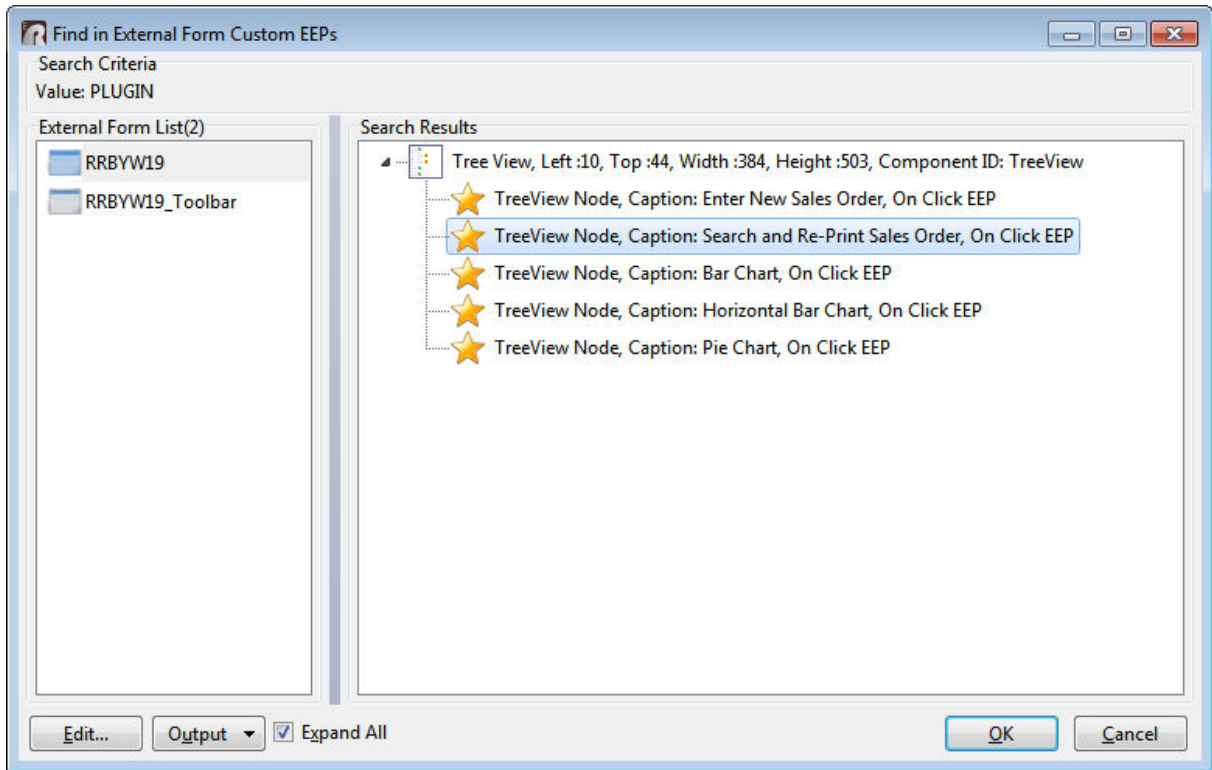 Find in External Form Custom EEPs
Search Criteria
Value: PLUGIN
External Form List(2)
RRBYW19
RRBYW19_Toolbar
Search Results
Tree View, Left :10, Top :44, Width :384, Height :503, Component ID: TreeView
TreeView Node, Caption: Enter New Sales Order, On Click EEP
TreeView Node, Caption: Search and Re-Print Sales Order, On Click EEP
TreeView Node, Caption: Bar Chart, On Click EEP
TreeView Node, Caption: Horizontal Bar Chart, On Click EEP
TreeView Node, Caption: Pie Chart, On Click EEP
Edit...
Output
Expand All
OK
Cancel